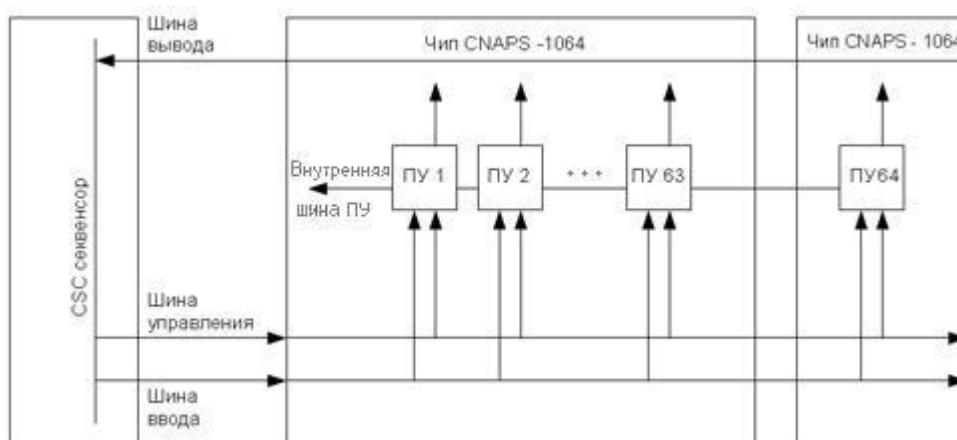 Шина
вывода
Чип CNAPS -1064
Чип CNAPS - 1064
Внутренняя
шина ПУ
ПУ 1
ПУ 2
+ + +
ПУ 63
ПУ64
CSC секвенсор
Шина
управления
Шина
ввода